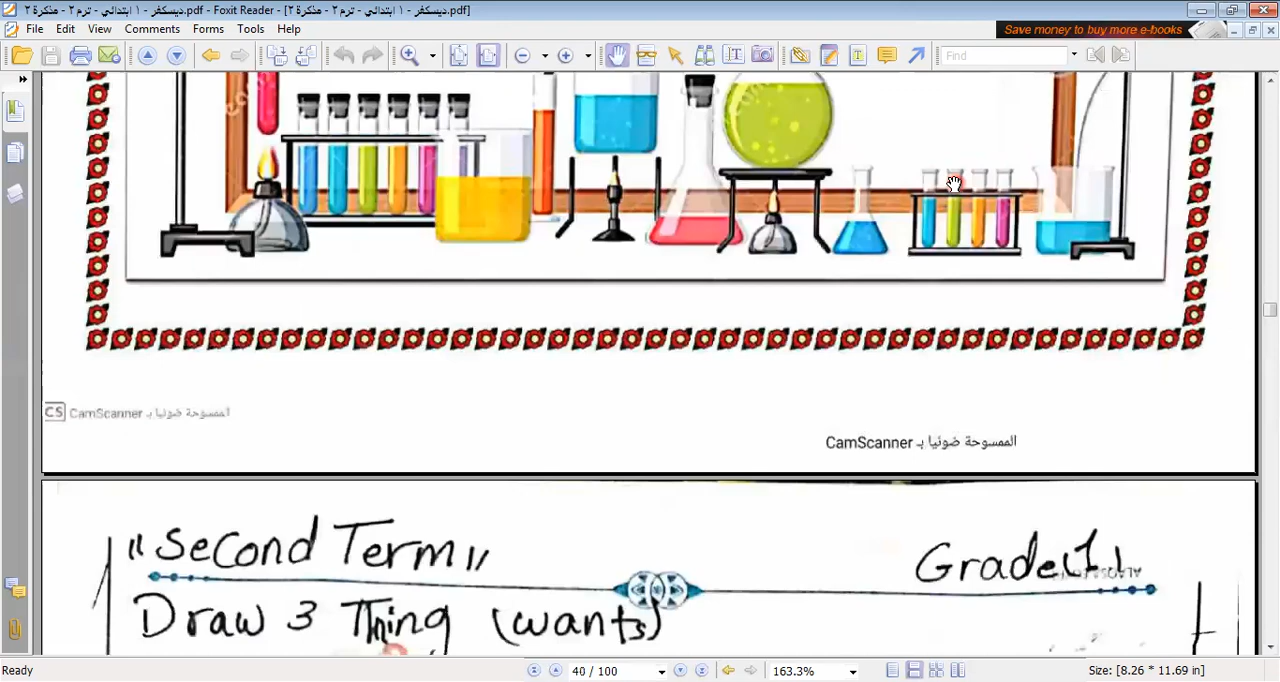 ديسكفر - ١ ابتدائي - ترم ٢ - مذكرة ٢.pdf - Foxit Reader - [ديسكفر - ١ ابتدائي - ترم ٢ - مذكرة ٢.pdf]
File Edit View Comments Forms Tools Help
Save money to buy more e-books
Find
CS CamScanner الممسوحة ضوئيا بـ
الممسوحة ضوئيا بـ CamScanner
"Second Term"
Grade(1)
Draw 3 Thing (wants)
Ready
40 / 100
163.3%
Size: [8.26 * 11.69 in]